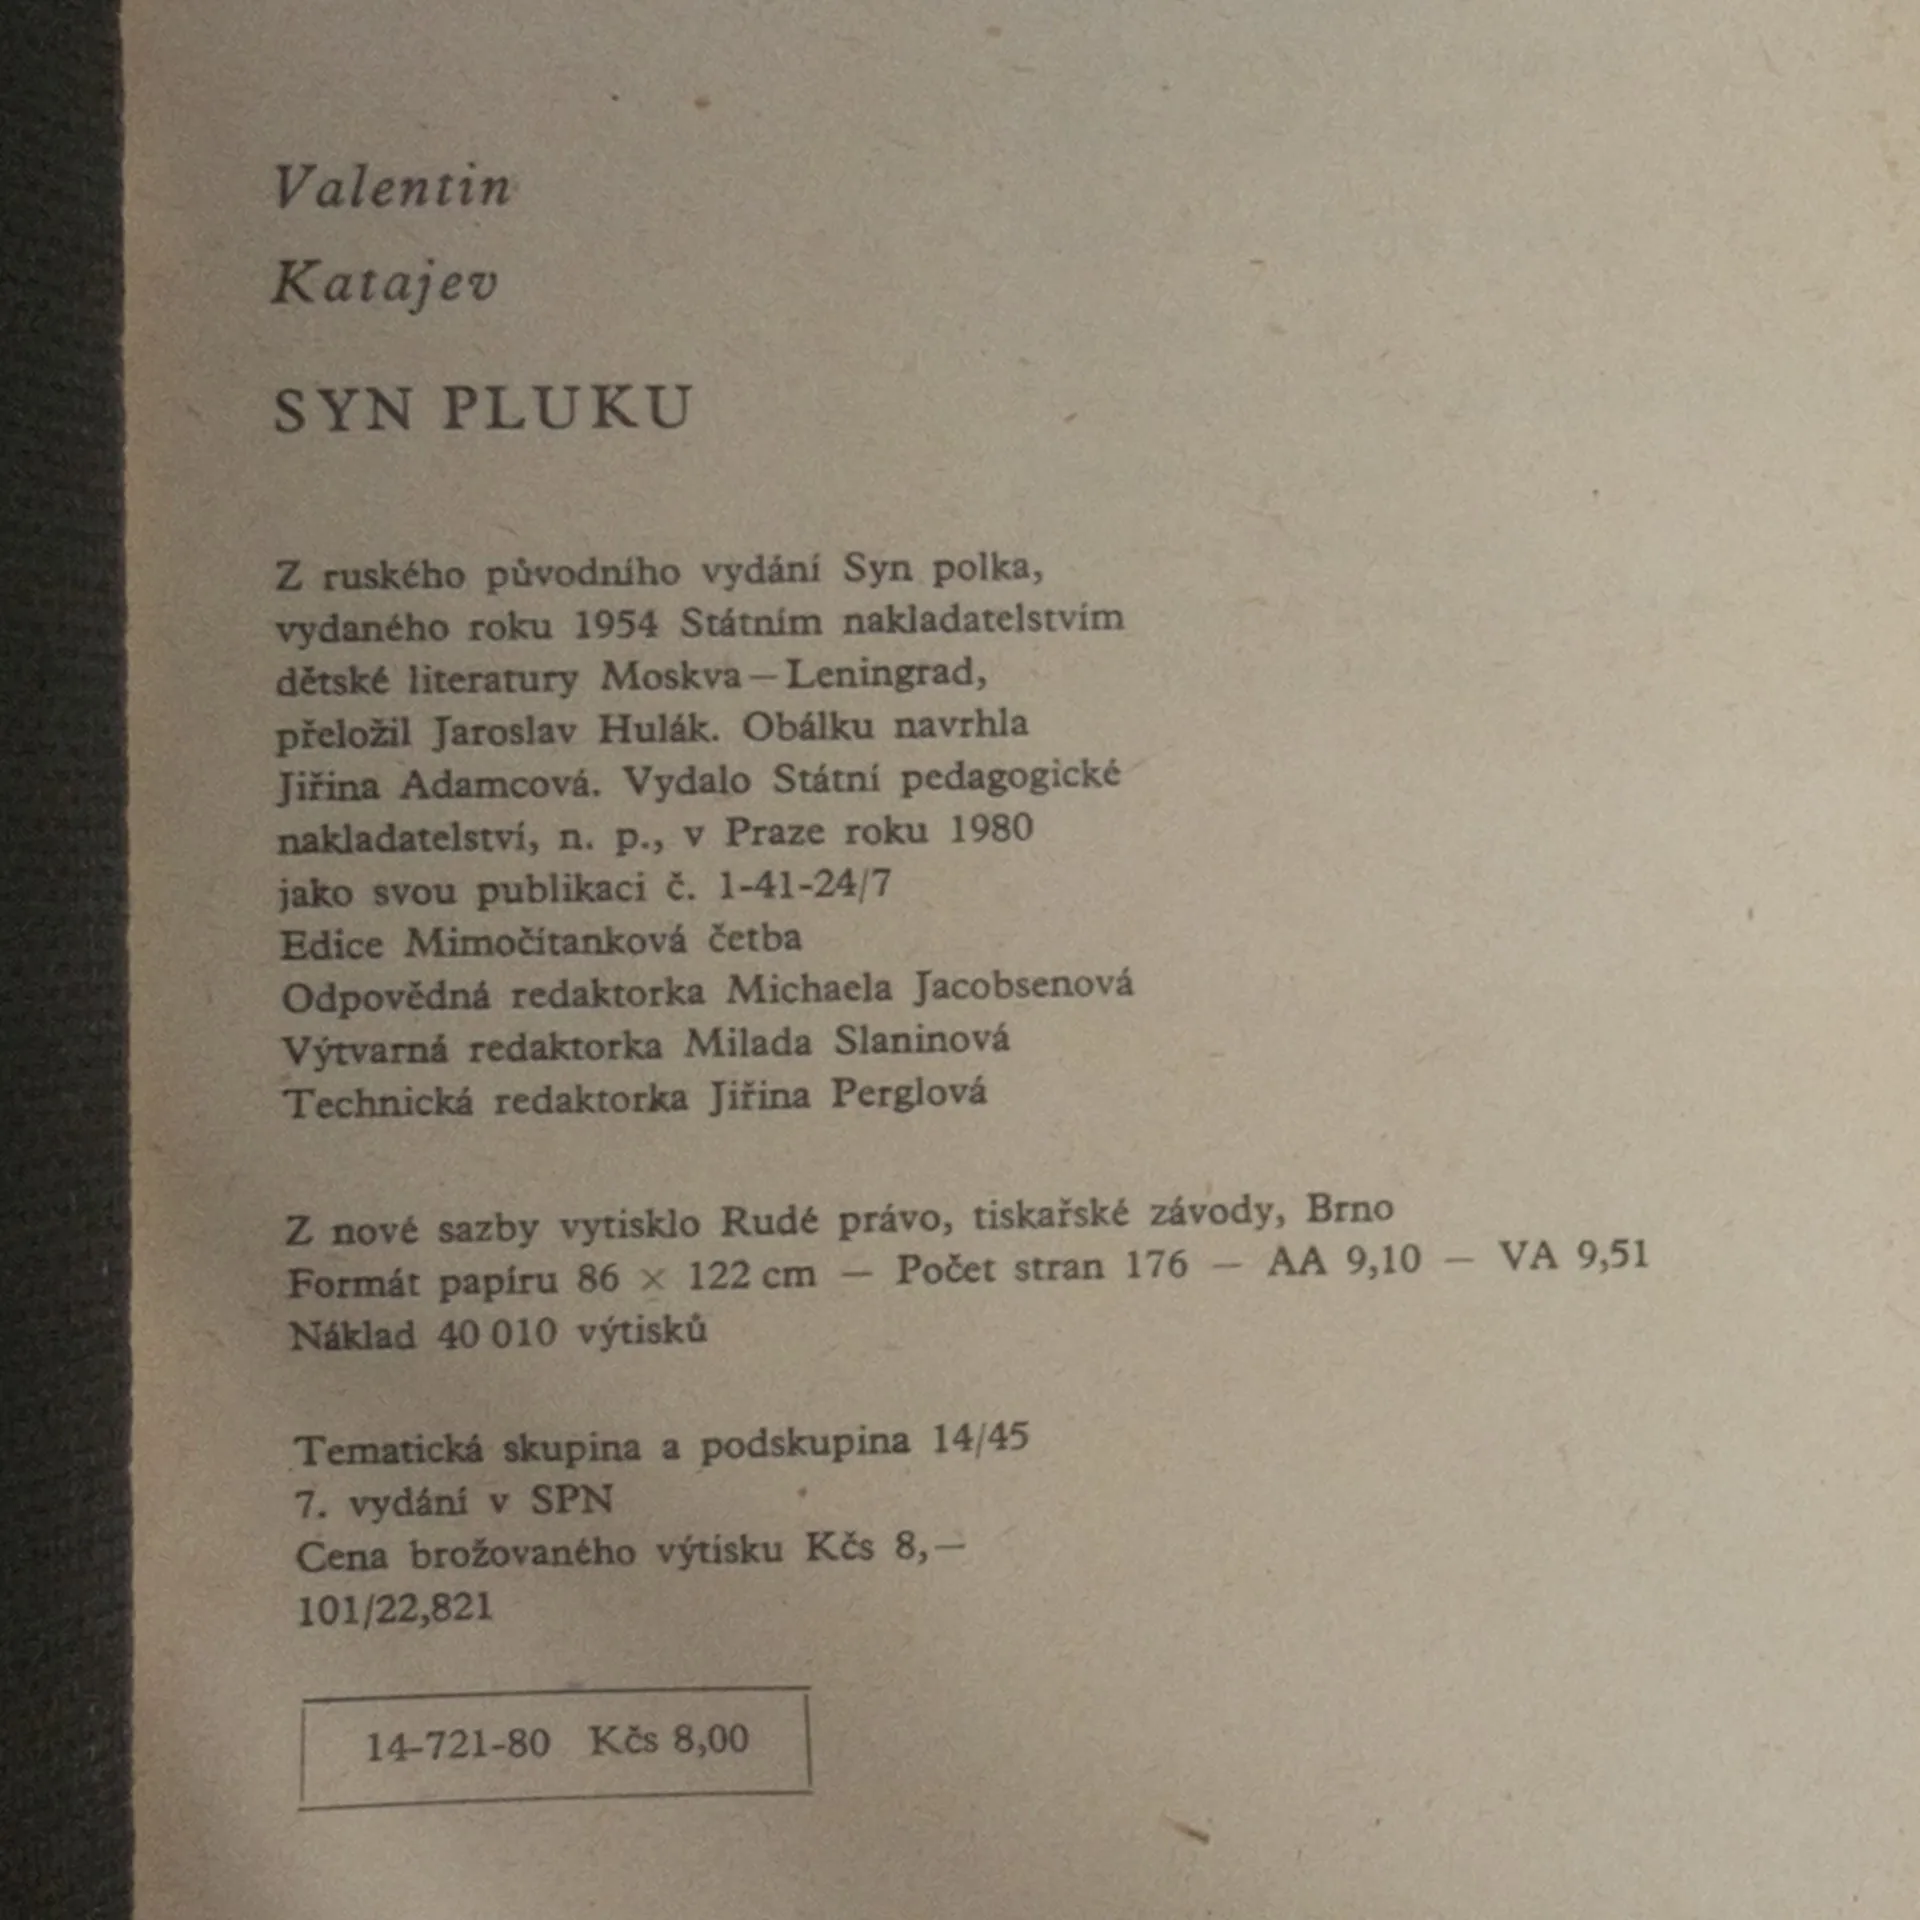 Valentin
Katajev
SYN PLUKU
Z ruského původního vydání Syn polka,
vydaného roku 1954 Státním nakladatelstvím
dětské literatury Moskva — Leningrad,
přeložil Jaroslav Hulák. Obálku navrhla
Jiřina Adamcová. Vydalo Státní pedagogické
nakladatelství, n. p., v Praze roku 1980
jako svou publikaci č. 1-41-24/7
Edice Mimočítanková četba
Odpovědná redaktorka Michaela Jacobsenová
Výtvarná redaktorka Milada Slaninová
Technická redaktorka Jiřina Perglová
Z nové sazby vytisklo Rudé právo, tiskařské závody, Brno
Formát papíru 86 × 122 cm — Počet stran 176 — AA 9,10 — VA 9,51
Náklad 40 010 výtisků
Tematická skupina a podskupina 14/45
7. vydání v SPN
Cena brožovaného výtisku Kčs 8,—
101/22,821
14-721-80 Kčs 8,00